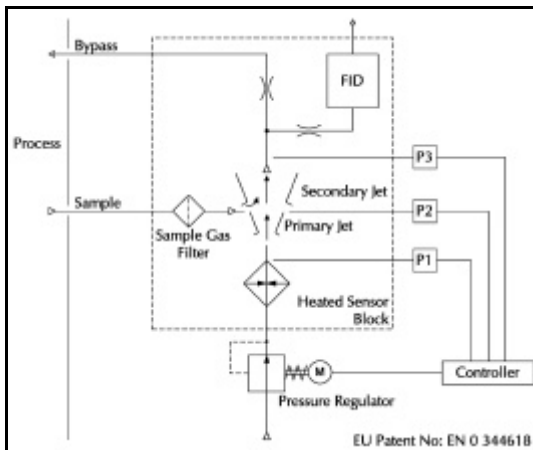 Bypass
FID
Process
P3
Secondary Jet
Sample
P2
Primary Jet
Sample Gas
Filter
P1
Heated Sensor
Block
M
Controller
Pressure Regulator
EU Patent No: EN 0 344618